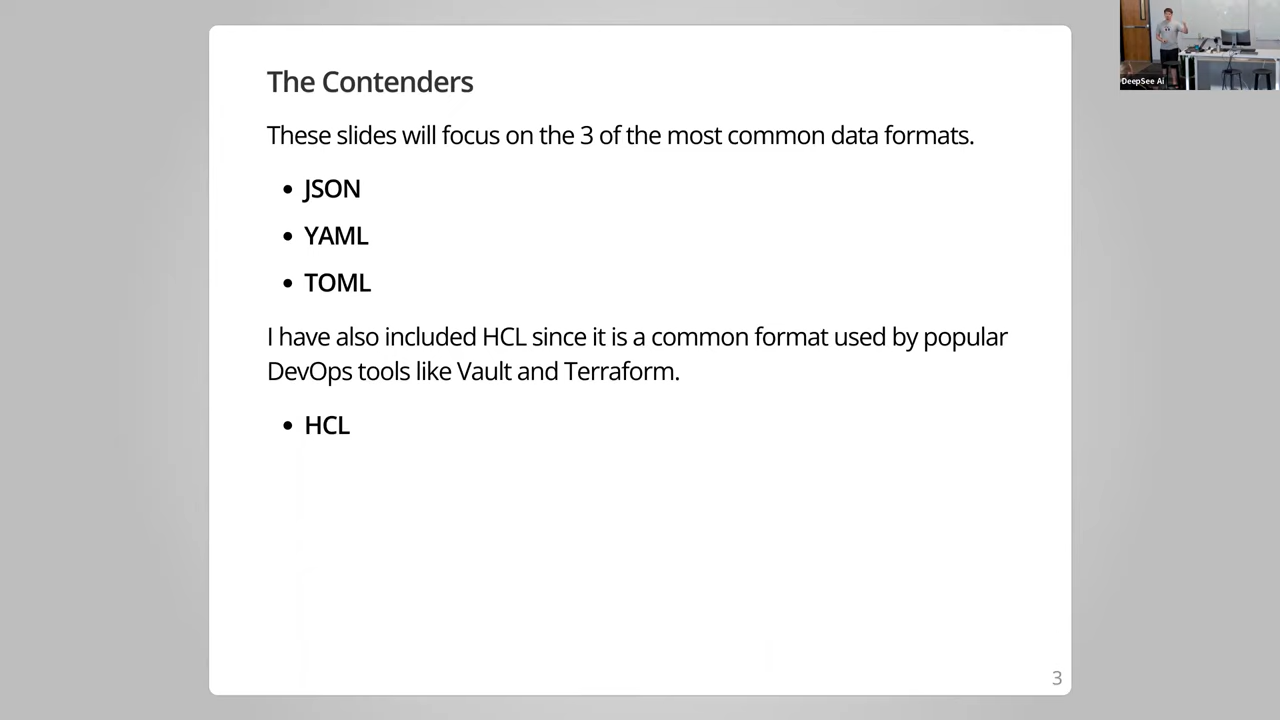 The Contenders
These slides will focus on the 3 of the most common data formats.
• JSON
• YAML
• TOML
I have also included HCL since it is a common format used by popular
DevOps tools like Vault and Terraform.
• HCL
3
DeepSee Ai